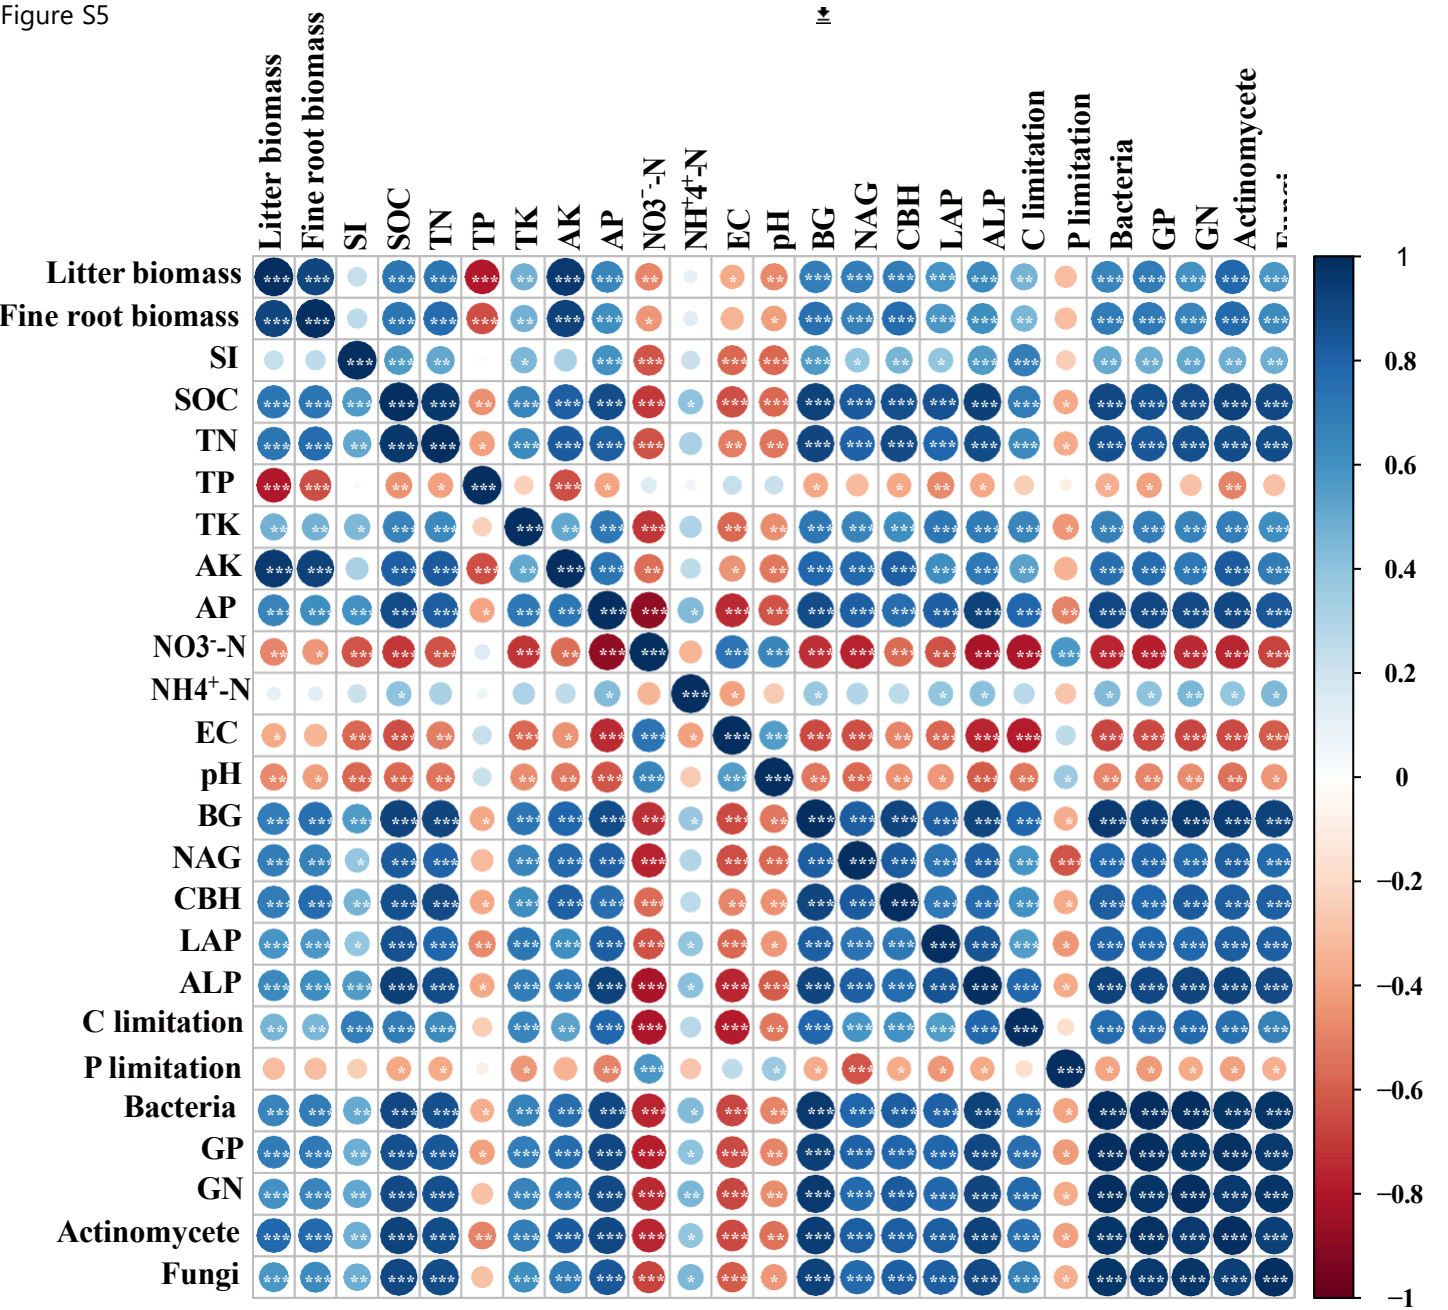 Figure S5
Litter biomass
Fine root biomass
SI
SOC
TN
TP
TK
AK
AP
NO3⁻-N
NH⁺4⁺-N
EC
pH
BG
NAG
CBH
LAP
ALP
C limitation
P limitation
Bacteria
GP
GN
Actinomycete
Fungi
Litter biomass
Fine root biomass
SI
SOC
TN
TP
TK
AK
AP
NO3⁻-N
NH4⁺-N
EC
pH
BG
NAG
CBH
LAP
ALP
C limitation
P limitation
Bacteria
GP
GN
Actinomycete
Fungi
1
0.8
0.6
0.4
0.2
0
−0.2
−0.4
−0.6
−0.8
−1